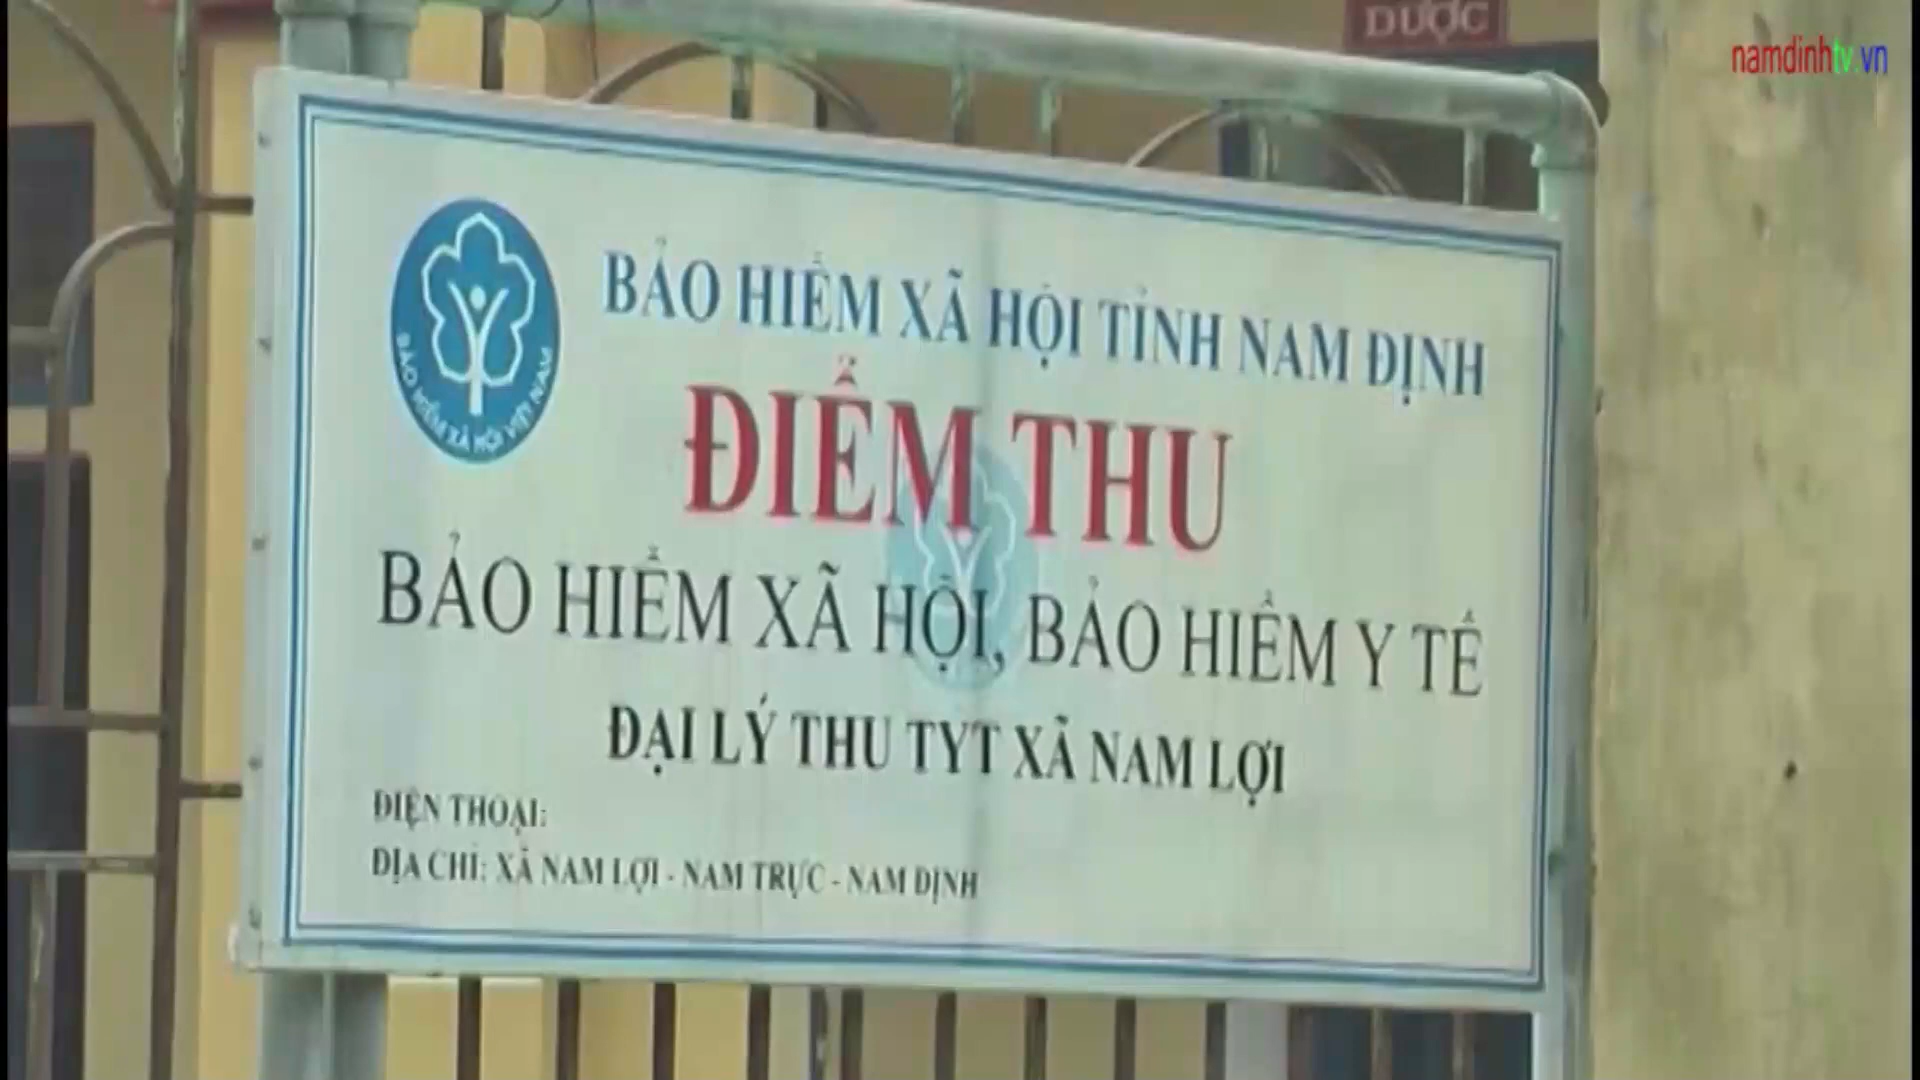 DƯỢC
namdinhtv.vn
BẢO HIỂM XÃ HỘI TỈNH NAM ĐỊNH
BẢO HIỂM XÃ HỘI VIỆT NAM
ĐIỂM THU
BẢO HIỂM XÃ HỘI, BẢO HIỂM Y TẾ
ĐẠI LÝ THU TYT XÃ NAM LỢI
ĐIỆN THOẠI:
ĐỊA CHỈ: XÃ NAM LỢI - NAM TRỰC - NAM ĐỊNH